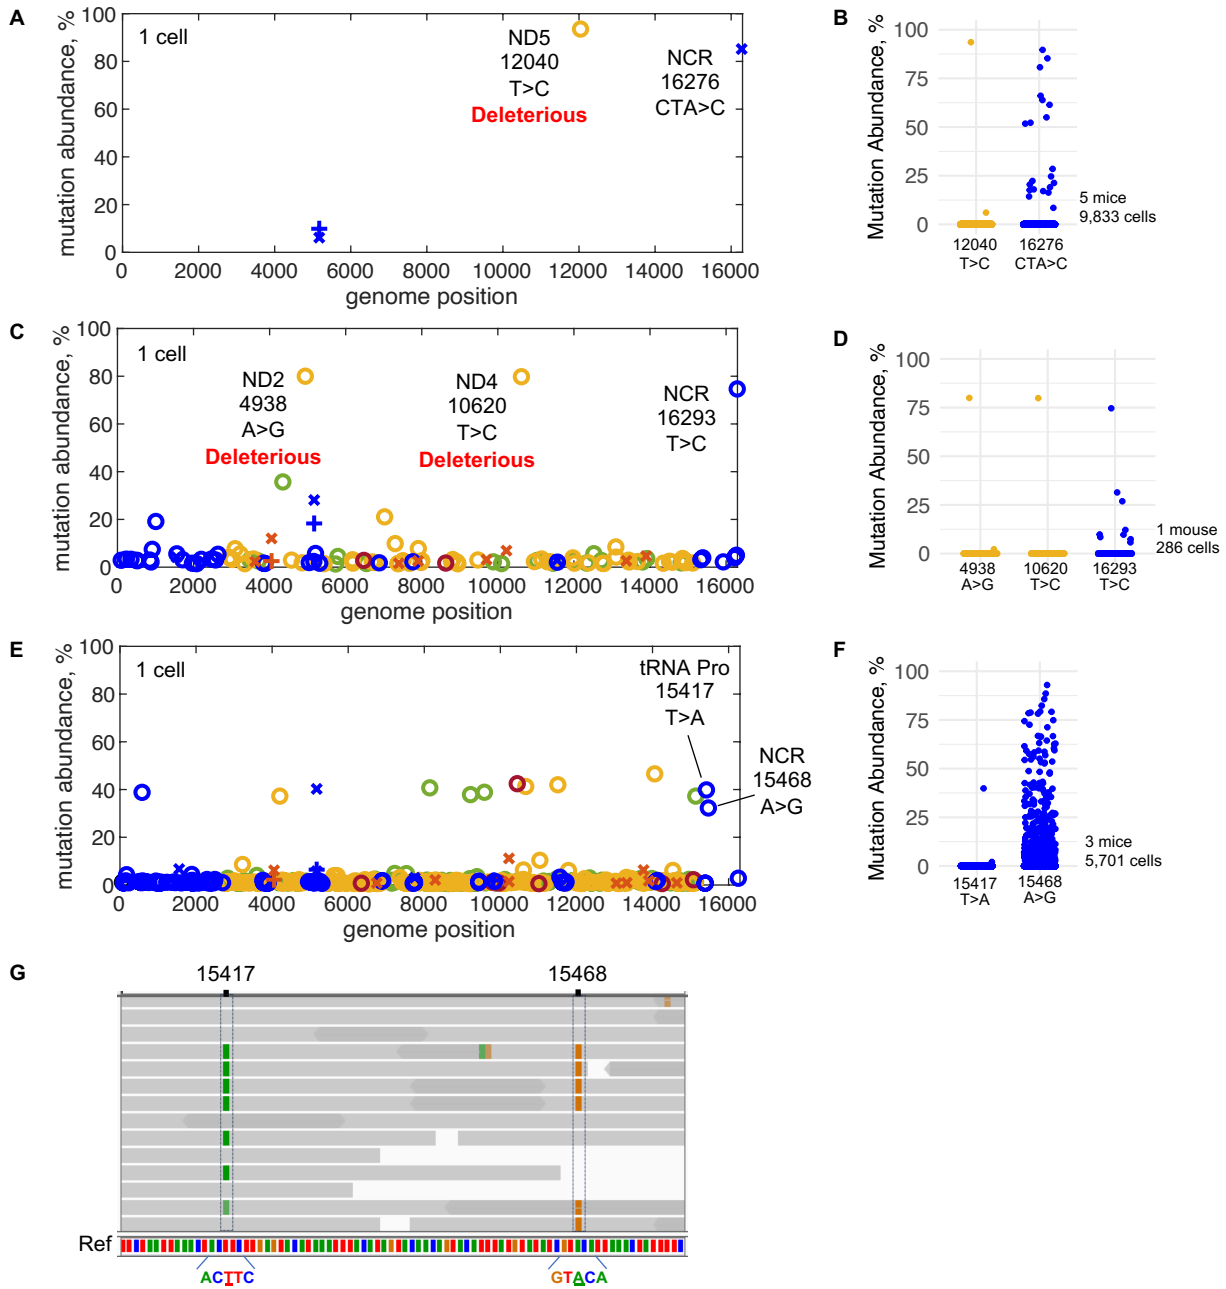 A
mutation abundance, %
100
80
60
40
20
0
1 cell
ND5
12040
T>C
Deleterious
NCR
16276
CTA>C
0 2000 4000 6000 8000 10000 12000 14000 16000
genome position
B
Mutation Abundance, %
100
75
50
25
0
12040
T>C
16276
CTA>C
5 mice
9,833 cells
C
mutation abundance, %
100
80
60
40
20
0
1 cell
ND2
4938
A>G
Deleterious
ND4
10620
T>C
Deleterious
NCR
16293
T>C
0 2000 4000 6000 8000 10000 12000 14000 16000
genome position
D
Mutation Abundance, %
100
75
50
25
0
4938
A>G
10620
T>C
16293
T>C
1 mouse
286 cells
E
mutation abundance, %
100
80
60
40
20
0
1 cell
tRNA Pro
15417
T>A
NCR
15468
A>G
0 2000 4000 6000 8000 10000 12000 14000 16000
genome position
F
Mutation Abundance, %
100
75
50
25
0
15417
T>A
15468
A>G
3 mice
5,701 cells
G
15417 15468
Ref
ACTTC GTACA